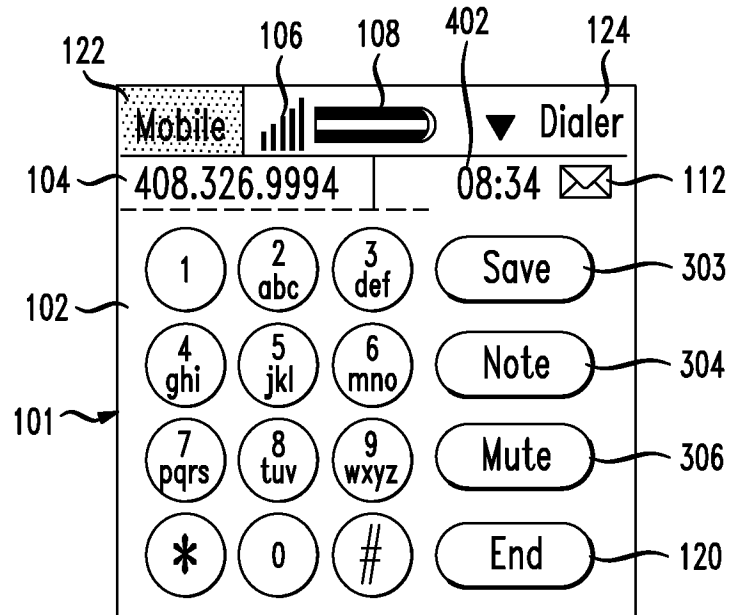 106 108 402 124
122
Mobile Dialer
104 408.326.9994 08:34 112
1 2 3 Save 303
abc def
102
4 5 6 Note 304
ghi jkl mno
101
7 8 9 Mute 306
pqrs tuv wxyz
* 0 # End 120